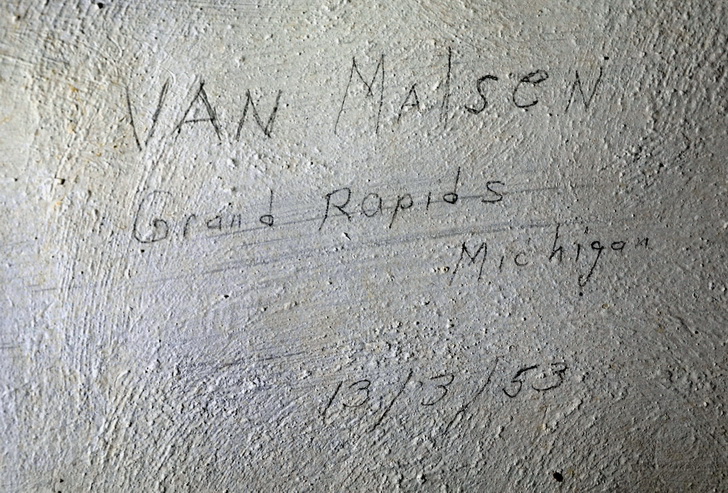 VAN Malsen
Grand Rapids
Michigan
13/3/53